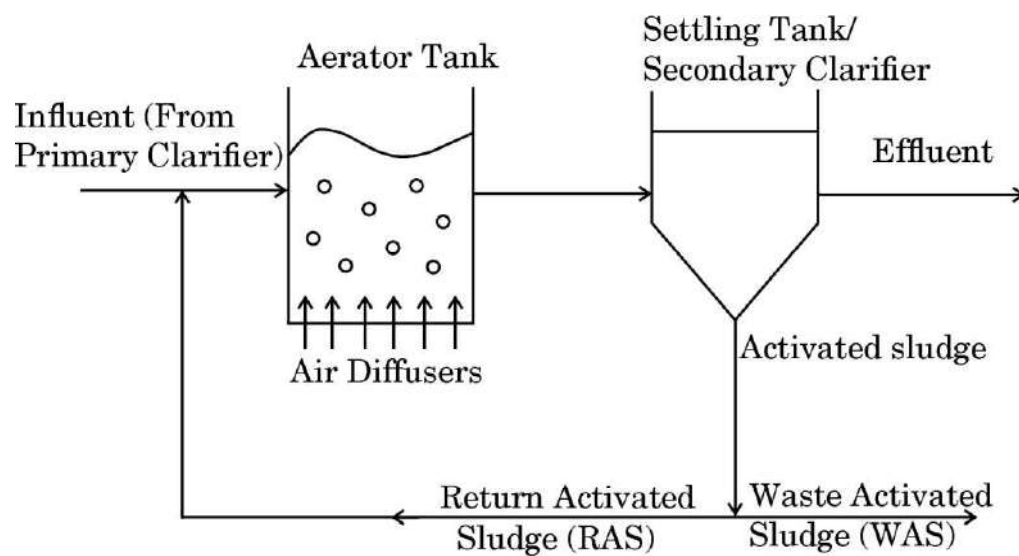 Aerator Tank
Settling Tank/
Secondary Clarifier
Influent (From
Primary Clarifier)
Effluent
Air Diffusers
Activated sludge
Return Activated
Sludge (RAS)
Waste Activated
Sludge (WAS)